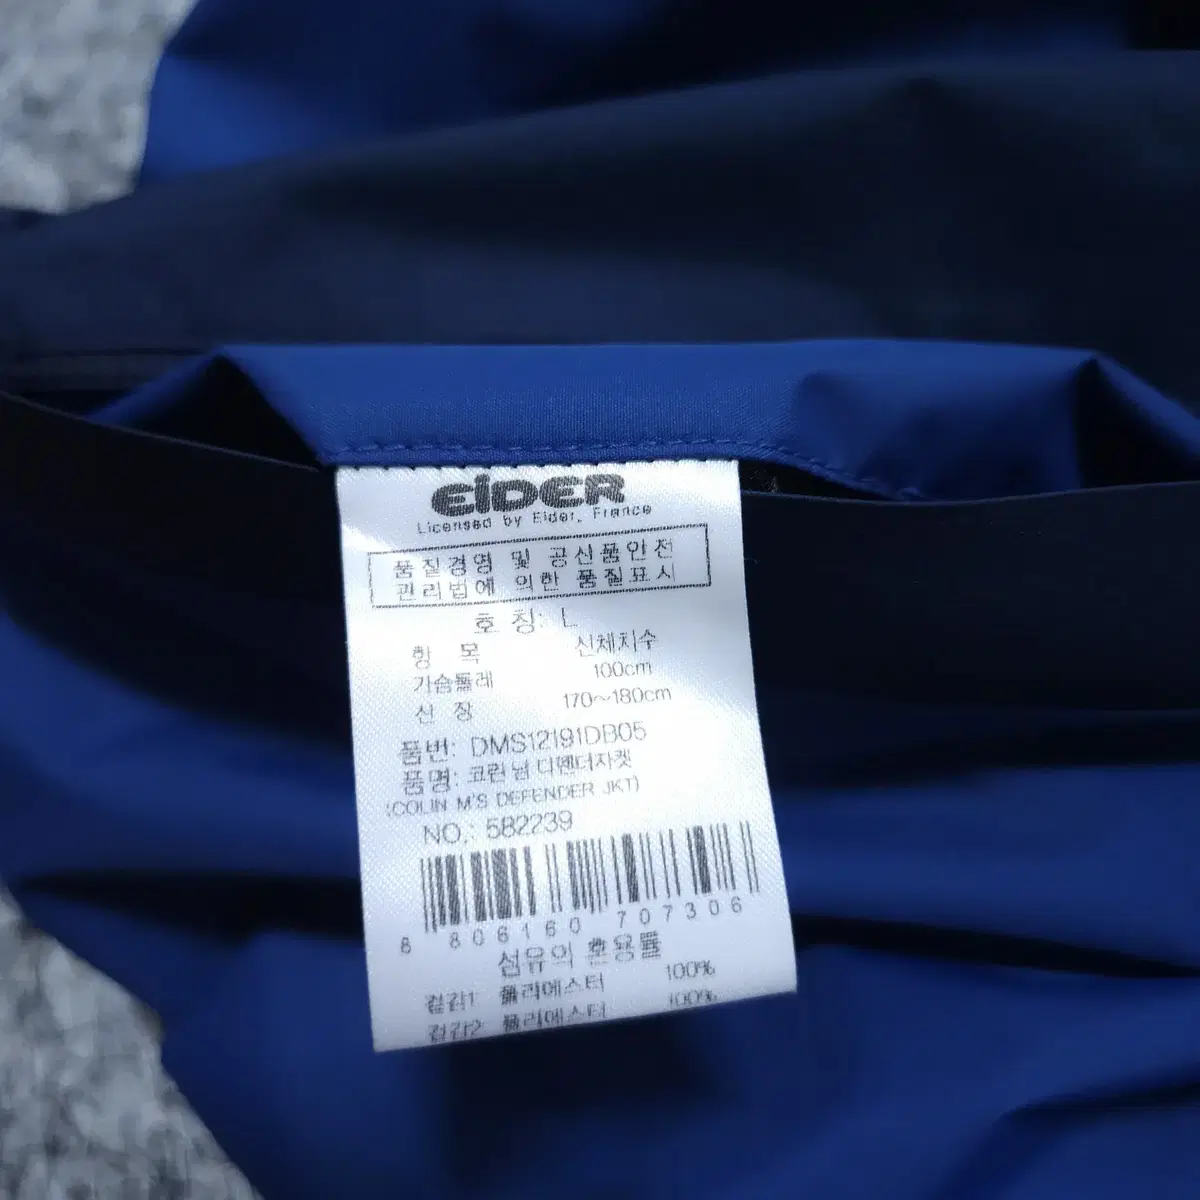 EiDER
Licensed by Eider, France
품질경영 및 공산품안전
관리법에 의한 품질표시
호 칭: L
항 목 신체치수
가슴둘레 100cm
신 장 170~180cm
품번: DMS12191DB05
품명: 코린 남 디펜더자켓
(COLIN M'S DEFENDER JKT)
NO.: 582239
8 806160 707306
섬유의 혼용률
겉감1 폴리에스터 100%
겉감2 폴리에스터 100%